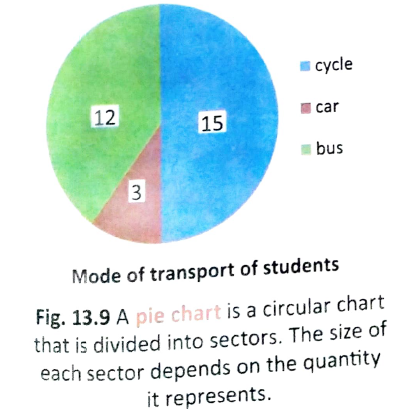 12
15
3
cycle
car
bus
Mode of transport of students
Fig. 13.9 A pie chart is a circular chart
that is divided into sectors. The size of
each sector depends on the quantity
it represents.